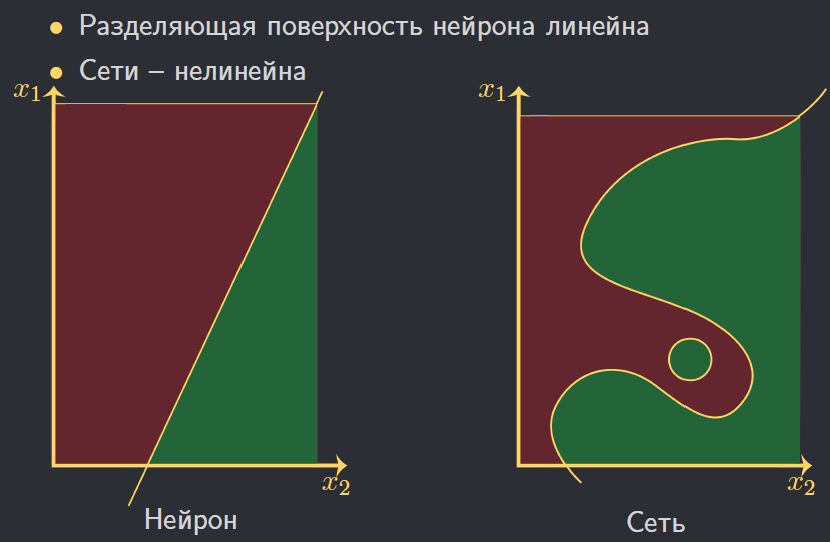 Разделяющая поверхность нейрона линейна
Сети – нелинейна
x₁
x₁
x₂
x₂
Нейрон
Сеть